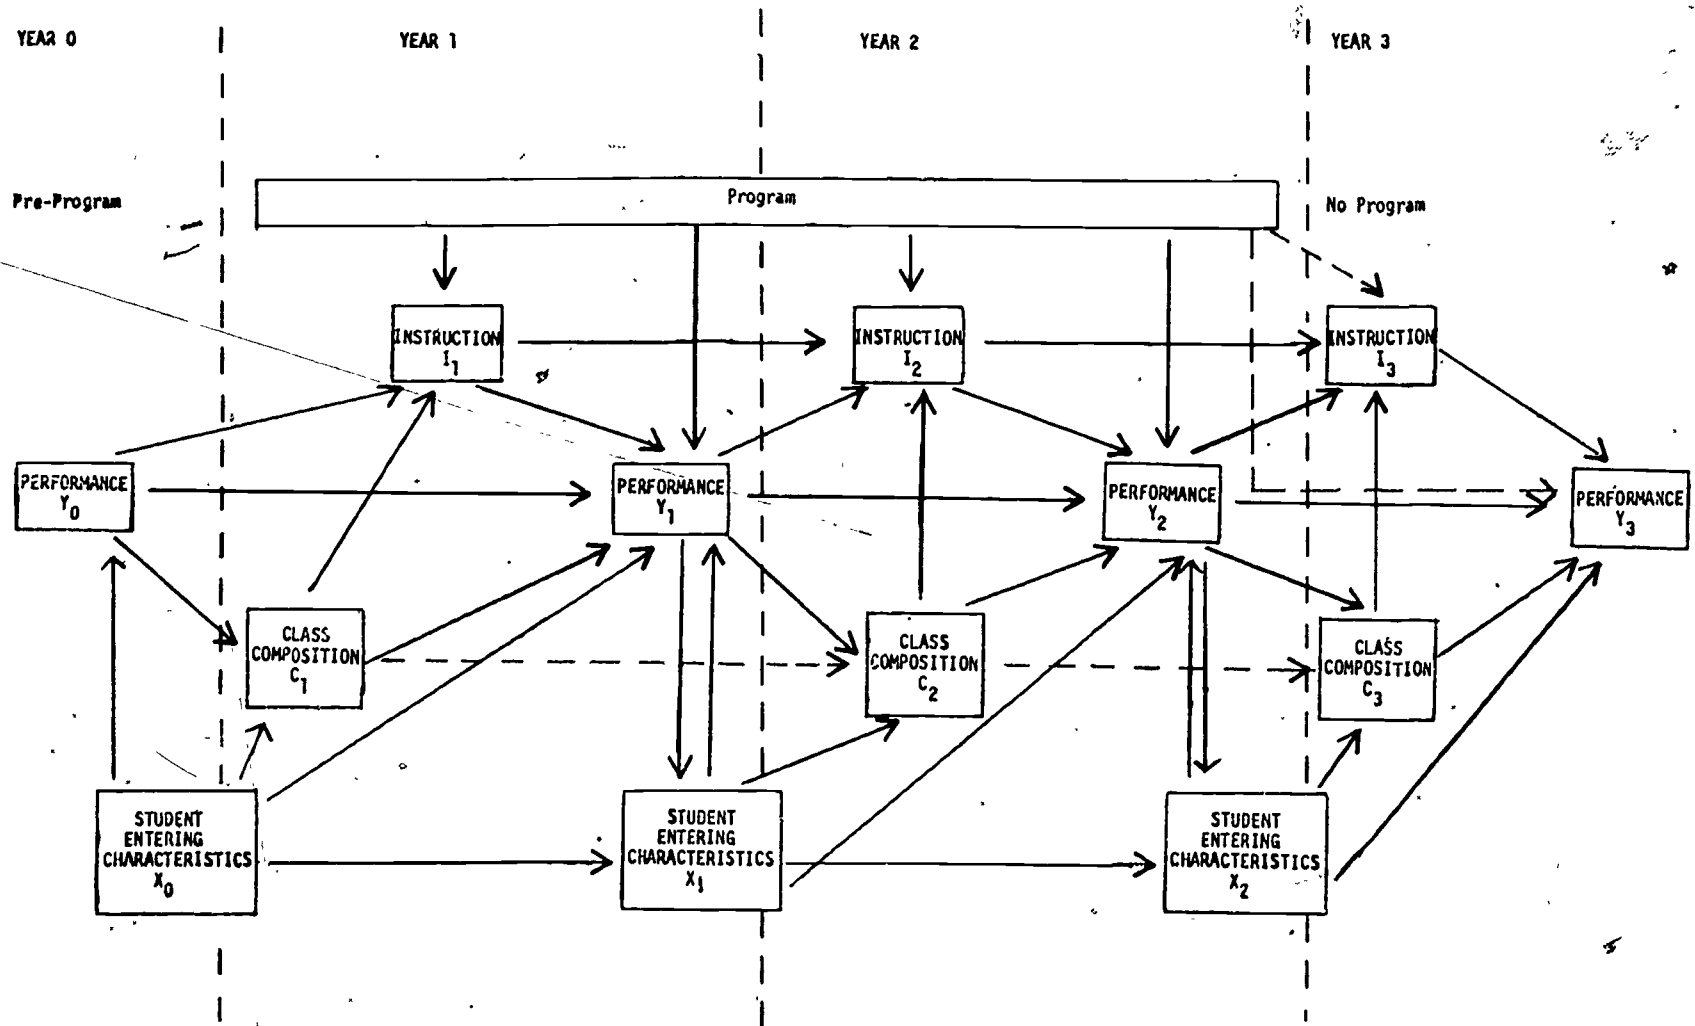 YEAR 0
YEAR 1
YEAR 2
YEAR 3
Pre-Program
Program
No Program
INSTRUCTION
I1
INSTRUCTION
I2
INSTRUCTION
I3
PERFORMANCE
Y0
PERFORMANCE
Y1
PERFORMANCE
Y2
PERFORMANCE
Y3
CLASS
COMPOSITION
C1
CLASS
COMPOSITION
C2
CLASS
COMPOSITION
C3
STUDENT
ENTERING
CHARACTERISTICS
X0
STUDENT
ENTERING
CHARACTERISTICS
X1
STUDENT
ENTERING
CHARACTERISTICS
X2